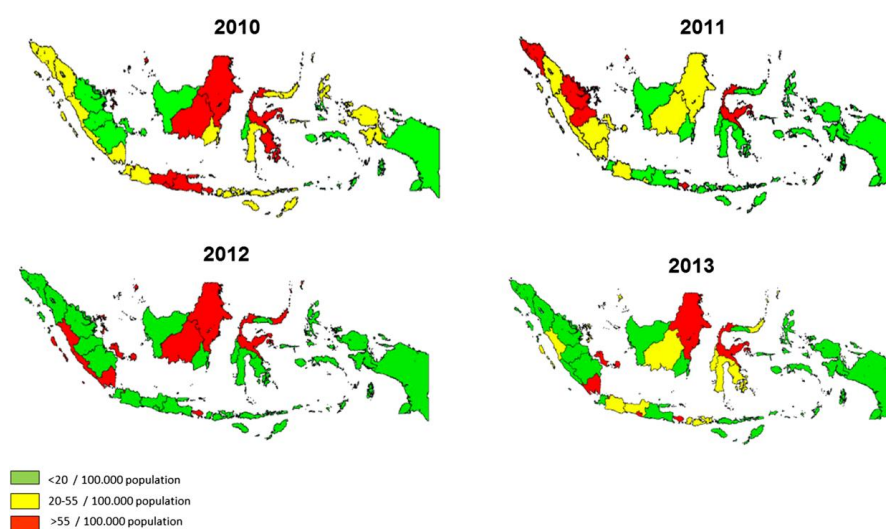 2010
2011
2012
2013
<20 / 100.000 population
20-55 / 100.000 population
>55 / 100.000 population